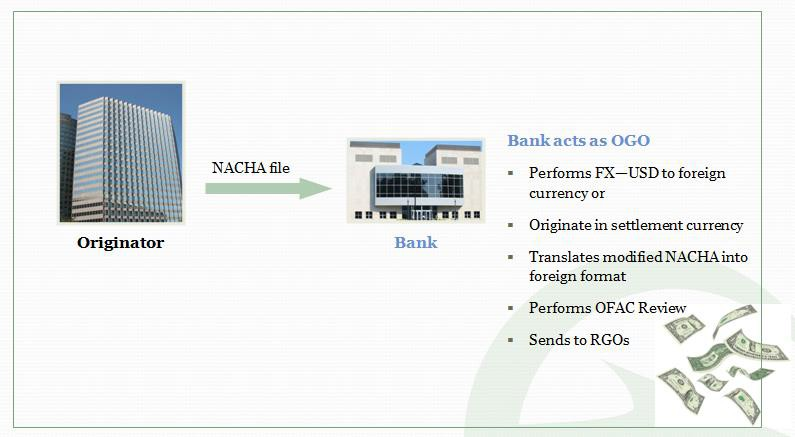 NACHA file
Originator
Bank
Bank acts as OGO
Performs FX—USD to foreign
currency or
Originate in settlement currency
Translates modified NACHA into
foreign format
Performs OFAC Review
Sends to RGOs